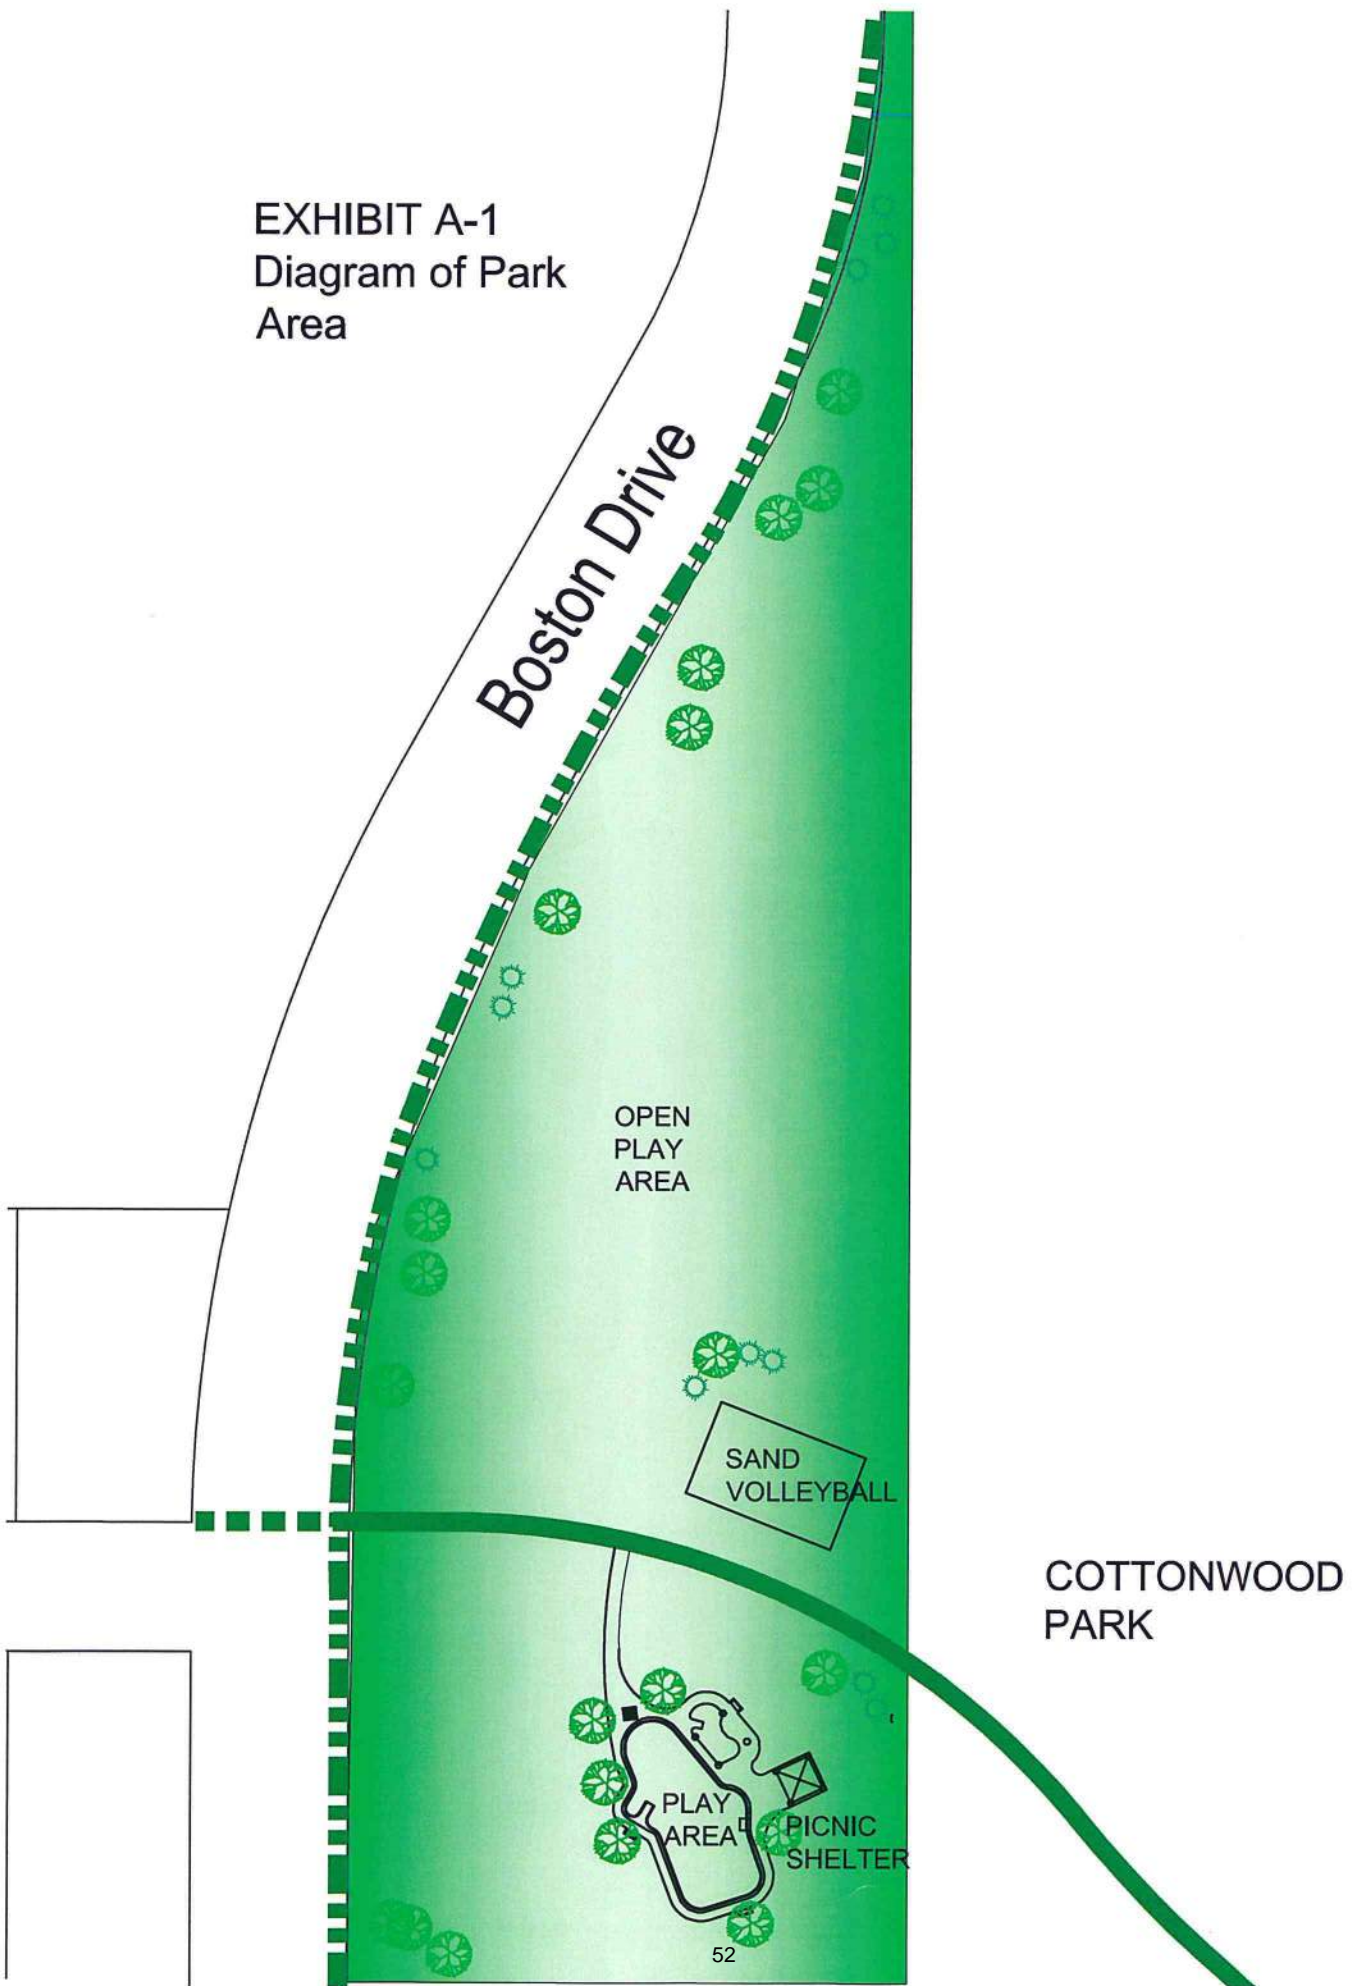 EXHIBIT A-1
Diagram of Park
Area
Boston Drive
OPEN
PLAY
AREA
SAND
VOLLEYBALL
COTTONWOOD
PARK
PLAY
AREA
PICNIC
SHELTER
52